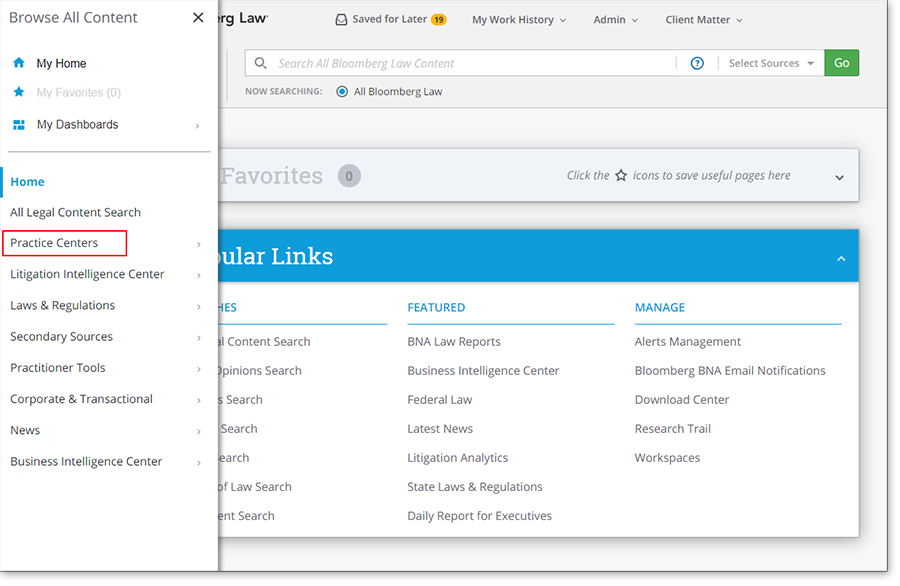 Browse All Content
My Home
My Favorites (0)
My Dashboards
Home
All Legal Content Search
Practice Centers
Litigation Intelligence Center
Laws & Regulations
Secondary Sources
Practitioner Tools
Corporate & Transactional
News
Business Intelligence Center
Law
Saved for Later 19
My Work History
Admin
Client Matter
Search All Bloomberg Law Content
? Select Sources Go
NOW SEARCHING: All Bloomberg Law
Favorites 0
Click the icons to save useful pages here
ular Links
HES
l Content Search
Opinions Search
s Search
Search
earch
of Law Search
ent Search
FEATURED
BNA Law Reports
Business Intelligence Center
Federal Law
Latest News
Litigation Analytics
State Laws & Regulations
Daily Report for Executives
MANAGE
Alerts Management
Bloomberg BNA Email Notifications
Download Center
Research Trail
Workspaces